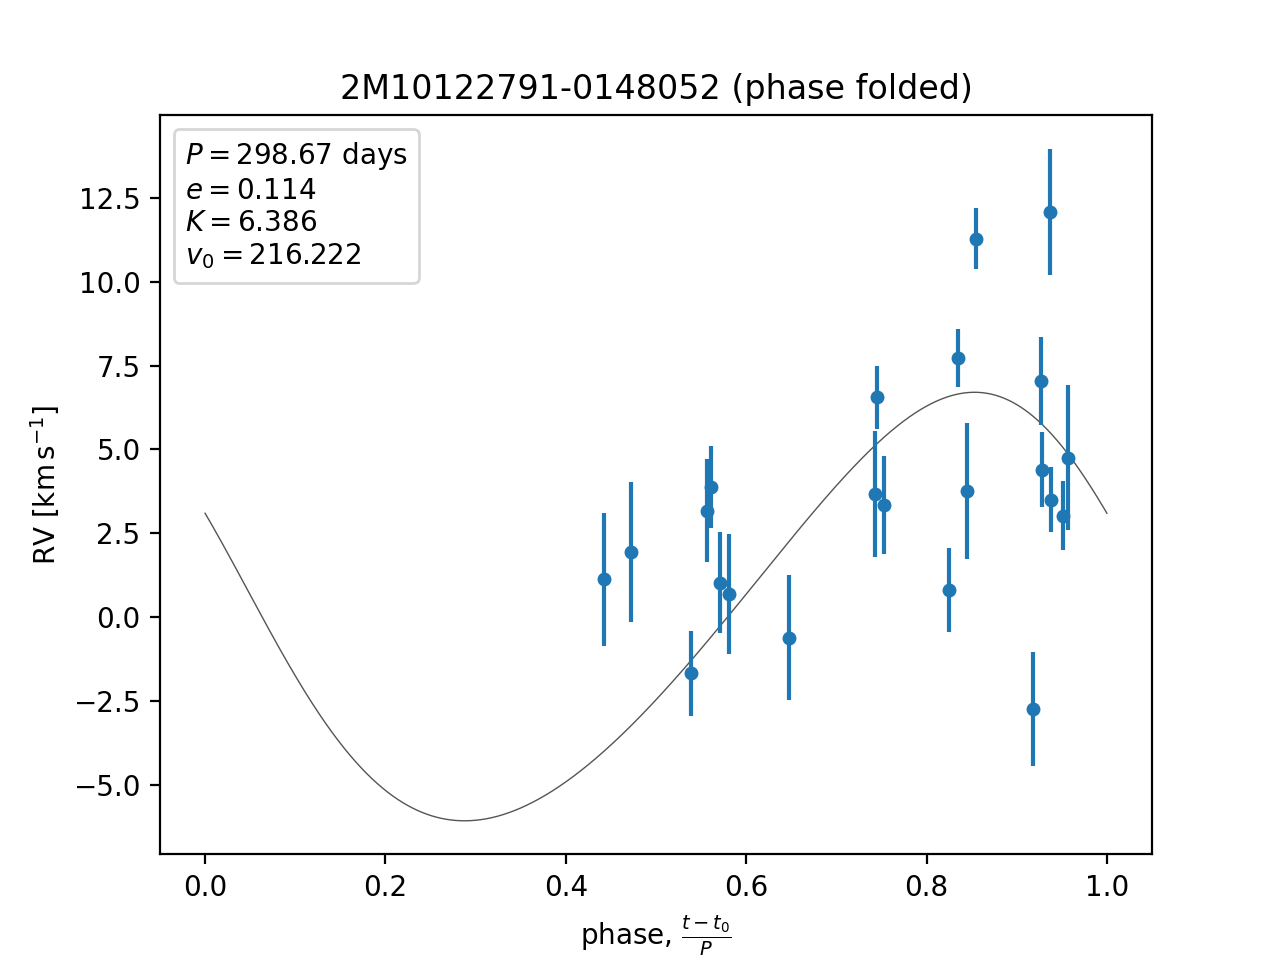 2M10122791-0148052 (phase folded)
P = 298.67 days
e = 0.114
K = 6.386
v₀ = 216.222
12.5
10.0
7.5
5.0
2.5
0.0
−2.5
−5.0
RV [km s⁻¹]
0.0 0.2 0.4 0.6 0.8 1.0
phase, (t − t₀)/P